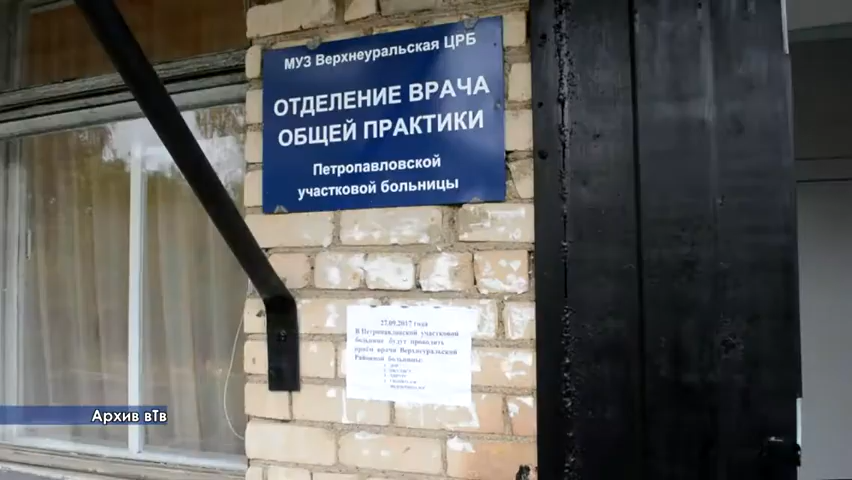 МУЗ Верхнеуральская ЦРБ
ОТДЕЛЕНИЕ ВРАЧА
ОБЩЕЙ ПРАКТИКИ
Петропавловской
участковой больницы
27.09.2017 года
В Петропавловской участковой
больнице будут проводить
приём врачи Верхнеуральской
Районной больницы:
Архив вТв